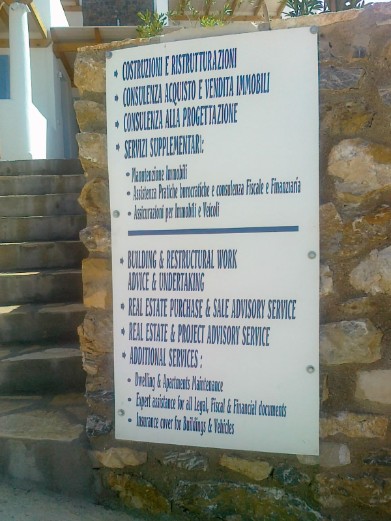 • COSTRUZIONI E RISTRUTTURAZIONI
• CONSULENZA ACQUISTO E VENDITA IMMOBILI
• CONSULENZA ALLA PROGETTAZIONE
• SERVIZI SUPPLEMENTARI:
• Manutenzione Immobili
• Assistenza Pratiche Burocratiche e consulenza Fiscale e Finanziaria
• Assicurazioni per Immobili e Veicoli
• BUILDING & RESTRUCTURAL WORK
ADVICE & UNDERTAKING
• REAL ESTATE PURCHASE & SALE ADVISORY SERVICE
• REAL ESTATE & PROJECT ADVISORY SERVICE
• ADDITIONAL SERVICES :
• Dwelling & Apartments Maintenance
• Expert assistance for all Legal, Fiscal & Financial documents
• Insurance cover for Buildings & Vehicles